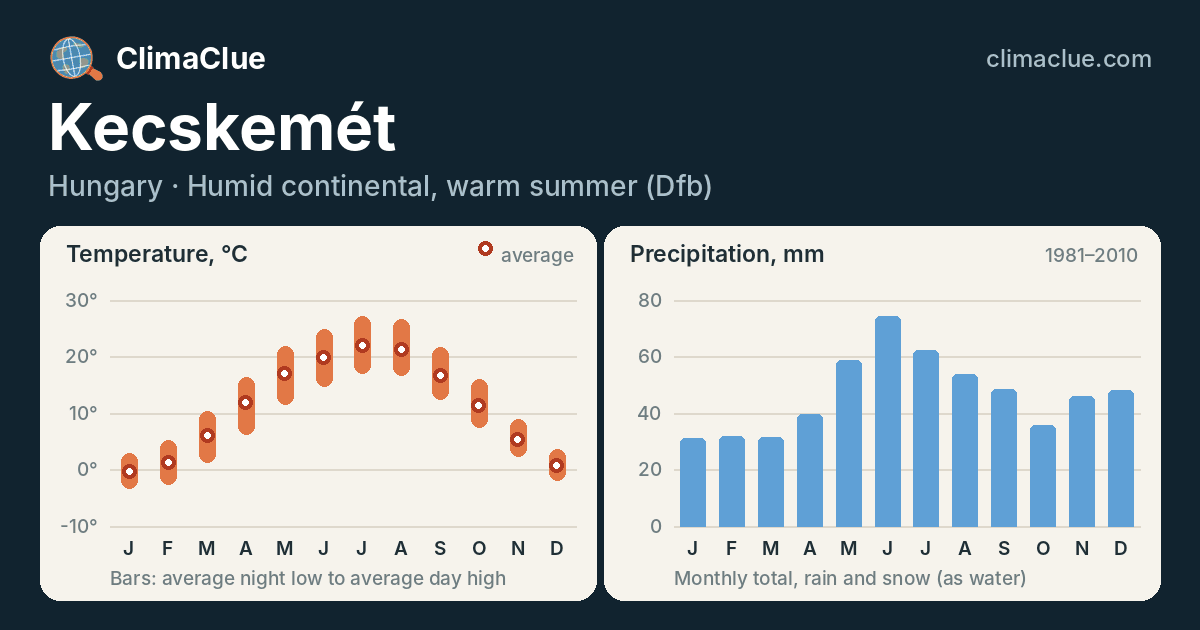 ClimaClue
climaclue.com
Kecskemét
Hungary · Humid continental, warm summer (Dfb)
Temperature, °C
average
30°
20°
10°
0°
-10°
J F M A M J J A S O N D
Bars: average night low to average day high
Precipitation, mm
1981–2010
80
60
40
20
0
J F M A M J J A S O N D
Monthly total, rain and snow (as water)